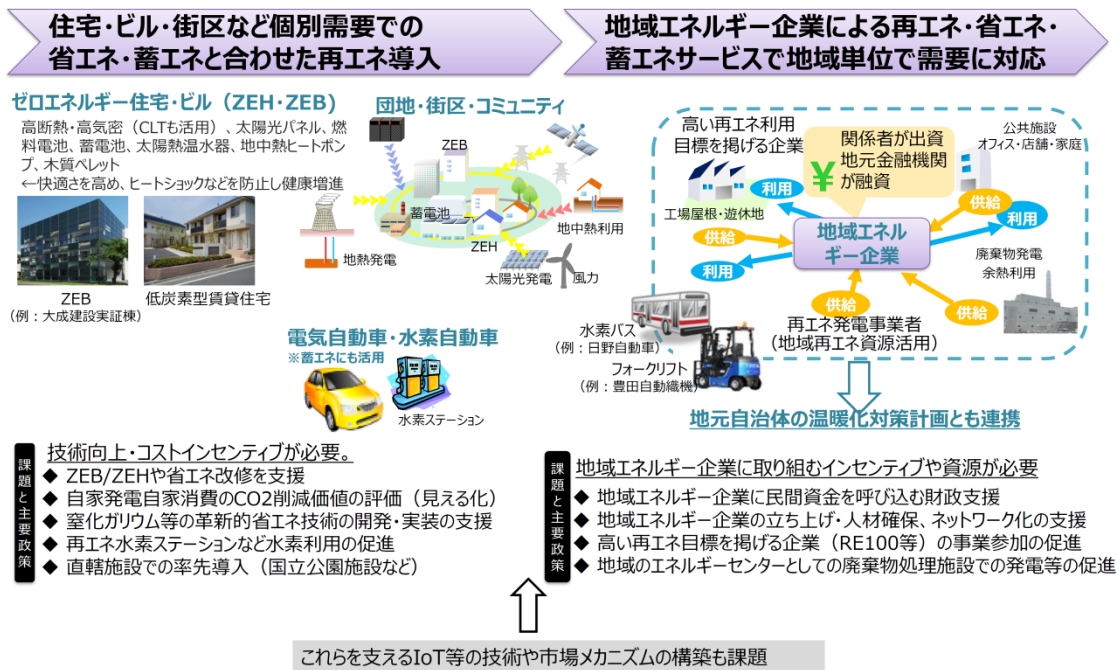 住宅・ビル・街区など個別需要での
省エネ・蓄エネと合わせた再エネ導入
地域エネルギー企業による再エネ・省エネ・
蓄エネサービスで地域単位で需要に対応
ゼロエネルギー住宅・ビル（ZEH・ZEB）
高断熱・高気密（CLTも活用）、太陽光パネル、燃
料電池、蓄電池、太陽熱温水器、地中熱ヒートポン
プ、木質ペレット
←快適さを高め、ヒートショックなどを防止し健康増進
ZEB
（例：大成建設実証棟）
低炭素型賃貸住宅
団地・街区・コミュニティ
ZEB
蓄電池
ZEH
地熱発電
地中熱利用
太陽光発電
風力
電気自動車・水素自動車
※蓄エネにも活用
水素ステーション
高い再エネ利用
目標を掲げる企業
関係者が出資
地元金融機関
が融資
¥
公共施設
オフィス・店舗・家庭
工場屋根・遊休地
利用
供給
利用
供給
利用
地域エネル
ギー企業
廃棄物発電
余熱利用
供給
供給
再エネ発電事業者
（地域再エネ資源活用）
水素バス
（例：日野自動車）
フォークリフト
（例：豊田自動織機）
地元自治体の温暖化対策計画とも連携
課題と主要政策
技術向上・コストインセンティブが必要。
◆ ZEB/ZEHや省エネ改修を支援
◆ 自家発電自家消費のCO2削減価値の評価（見える化）
◆ 窒化ガリウム等の革新的省エネ技術の開発・実装の支援
◆ 再エネ水素ステーションなど水素利用の促進
◆ 直轄施設での率先導入（国立公園施設など）
課題と主要政策
地域エネルギー企業に取り組むインセンティブや資源が必要
◆ 地域エネルギー企業に民間資金を呼び込む財政支援
◆ 地域エネルギー企業の立ち上げ・人材確保、ネットワーク化の支援
◆ 高い再エネ目標を掲げる企業（RE100等）の事業参加の促進
◆ 地域のエネルギーセンターとしての廃棄物処理施設での発電等の促進
これらを支えるIoT等の技術や市場メカニズムの構築も課題